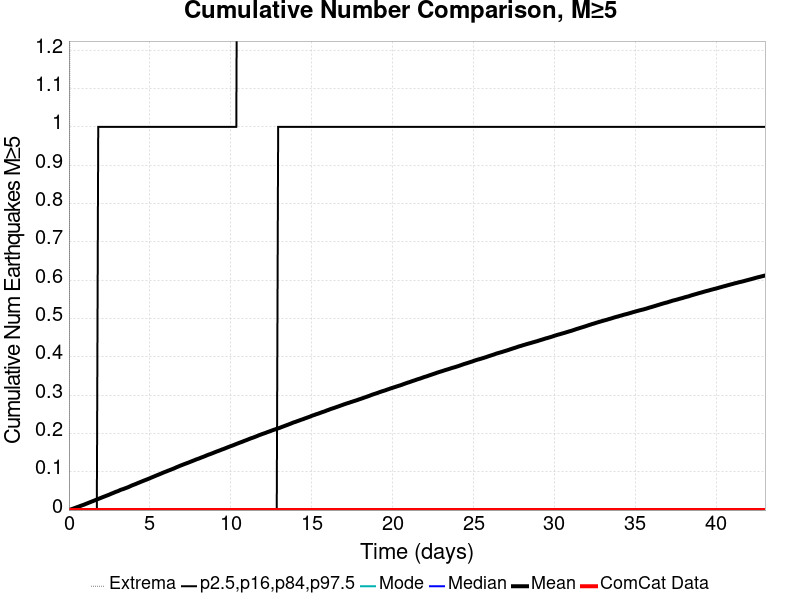 Cumulative Number Comparison, M≥5
Cumulative Num Earthquakes M≥5
1.2
1.1
1
0.9
0.8
0.7
0.6
0.5
0.4
0.3
0.2
0.1
0
0 5 10 15 20 25 30 35 40
Time (days)
Extrema p2.5,p16,p84,p97.5 Mode Median Mean ComCat Data